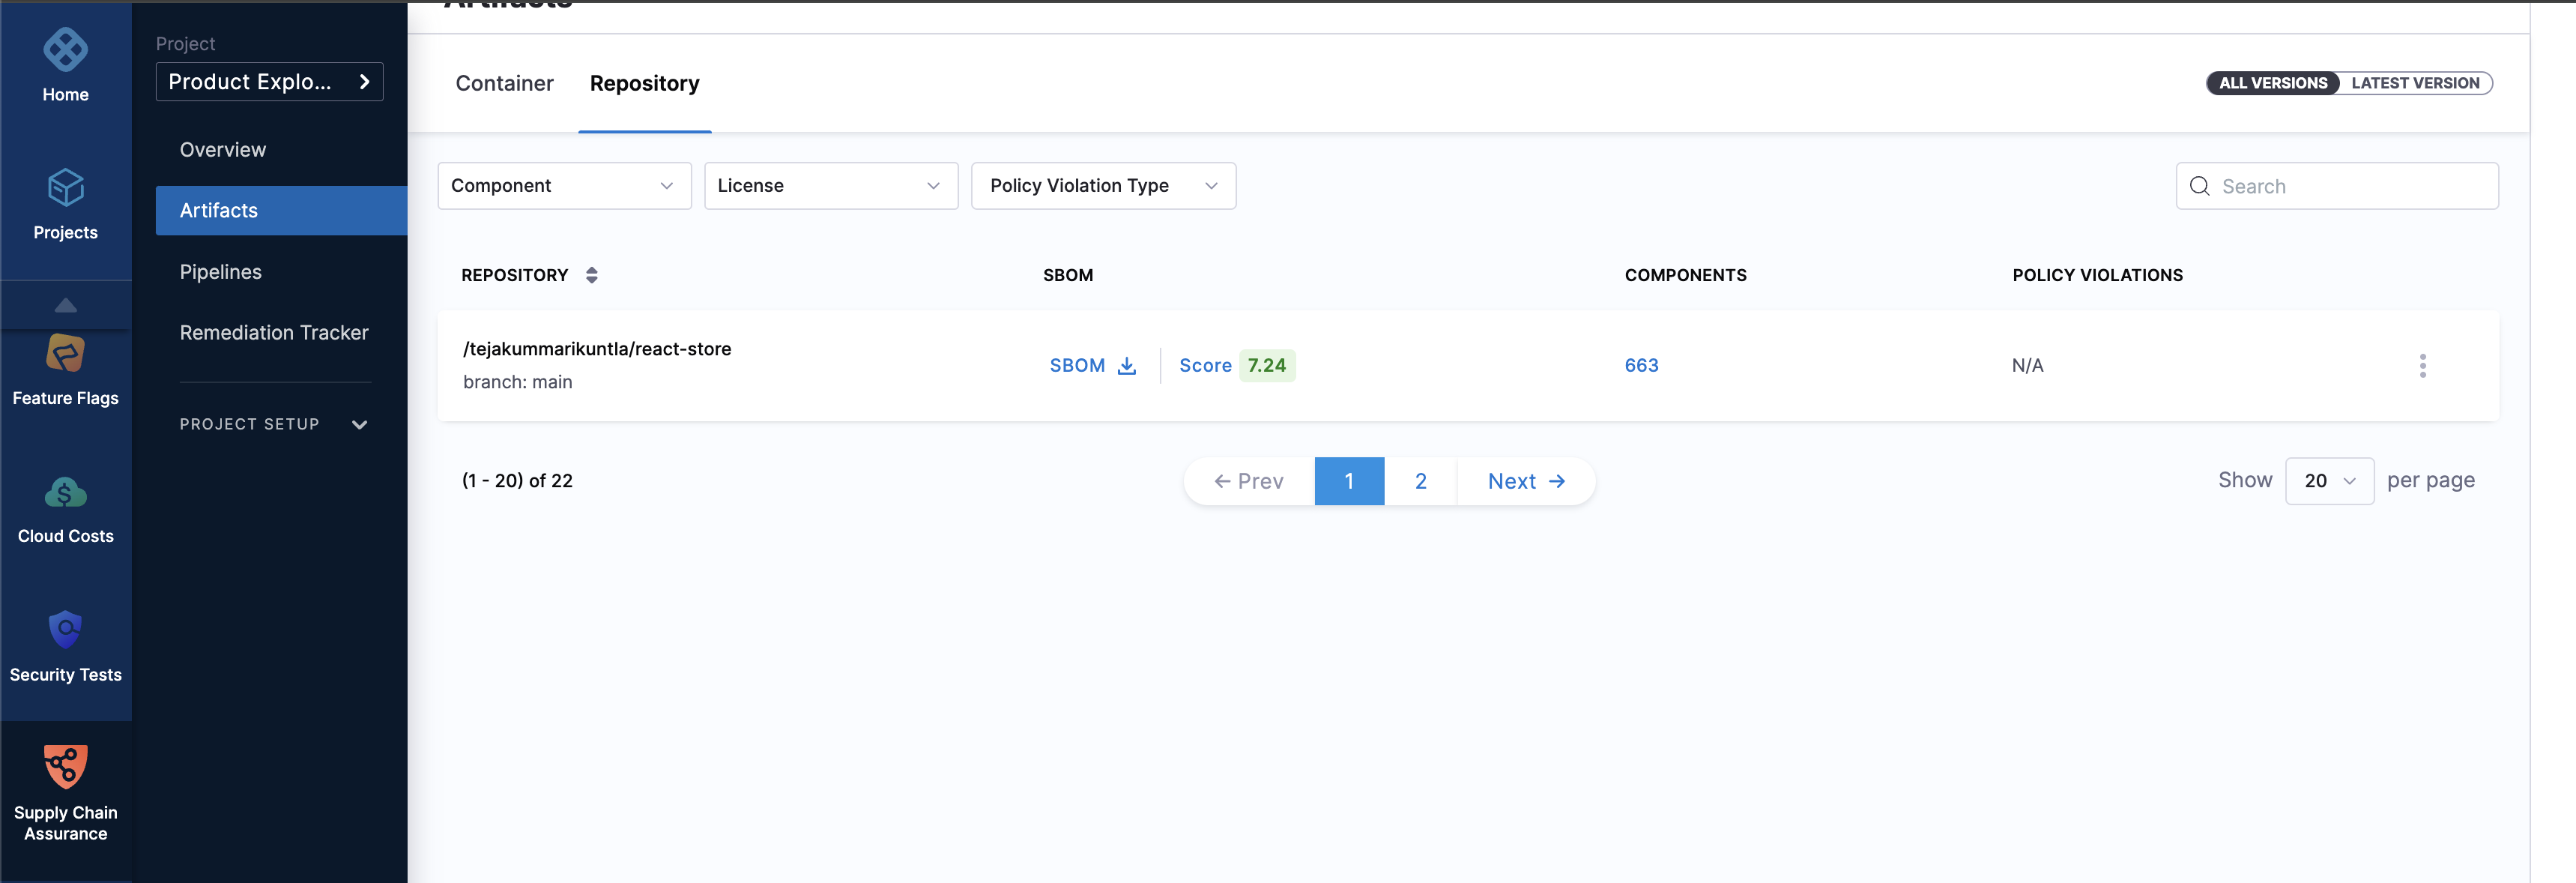 Artifacts
Home
Projects
Feature Flags
Cloud Costs
Security Tests
Supply Chain
Assurance
Project
Product Explo...
Overview
Artifacts
Pipelines
Remediation Tracker
PROJECT SETUP
Container
Repository
ALL VERSIONS
LATEST VERSION
Component
License
Policy Violation Type
Search
REPOSITORY
SBOM
COMPONENTS
POLICY VIOLATIONS
/tejakummarikuntla/react-store
branch: main
SBOM
Score 7.24
663
N/A
(1 - 20) of 22
← Prev
1
2
Next →
Show 20 per page